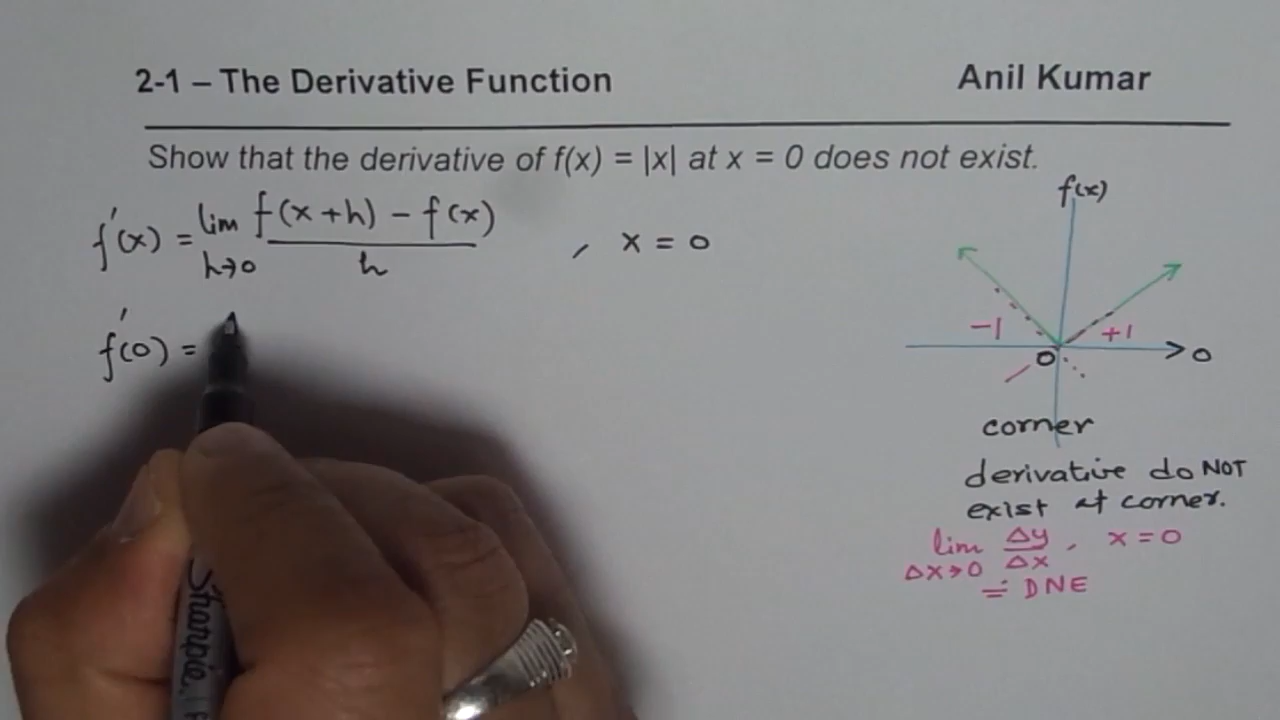 2-1 – The Derivative Function Anil Kumar
Show that the derivative of f(x) = |x| at x = 0 does not exist.
f'(x) = lim h→0 f(x+h) - f(x) / h , x = 0
f'(0) =
f(x)
-1 +1
0 0
corner
derivative do NOT
exist at corner.
lim Δx→0 Δy/Δx , x = 0
= DNE
Sharpie